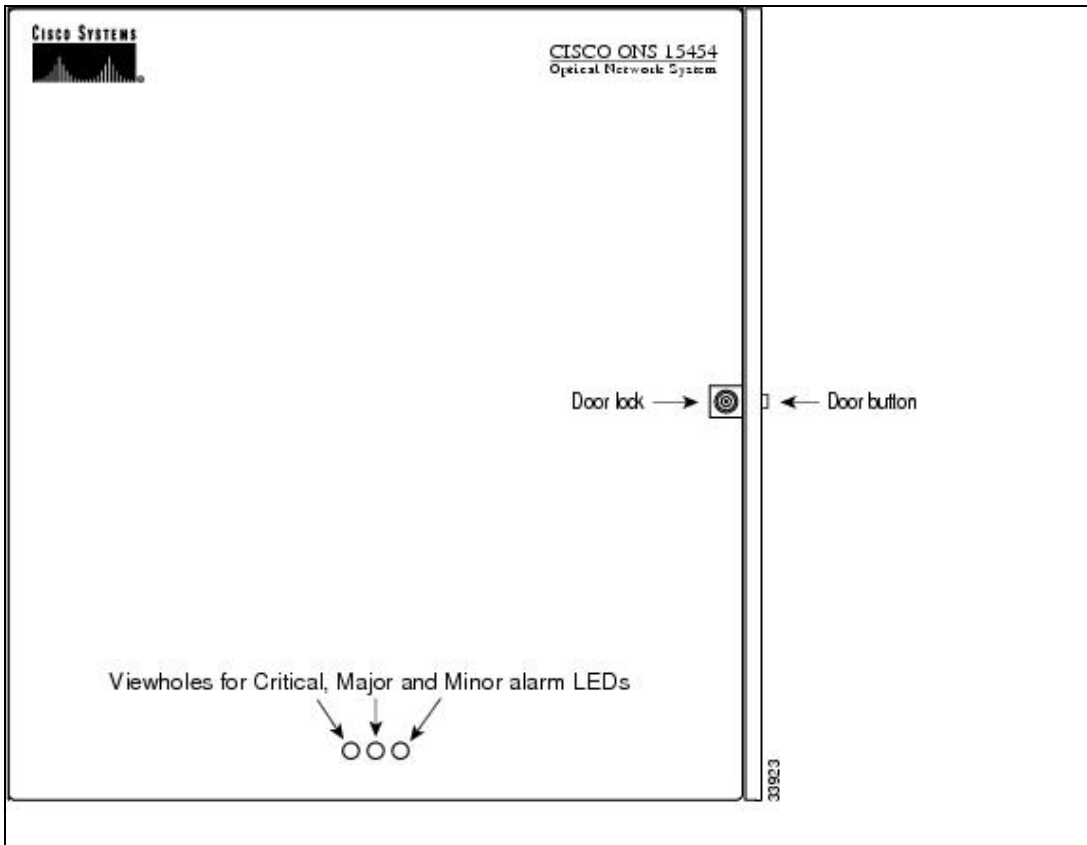 CISCO SYSTEMS
CISCO ONS 15454
Optical Network System
Door lock
Door button
Viewholes for Critical, Major and Minor alarm LEDs
33923